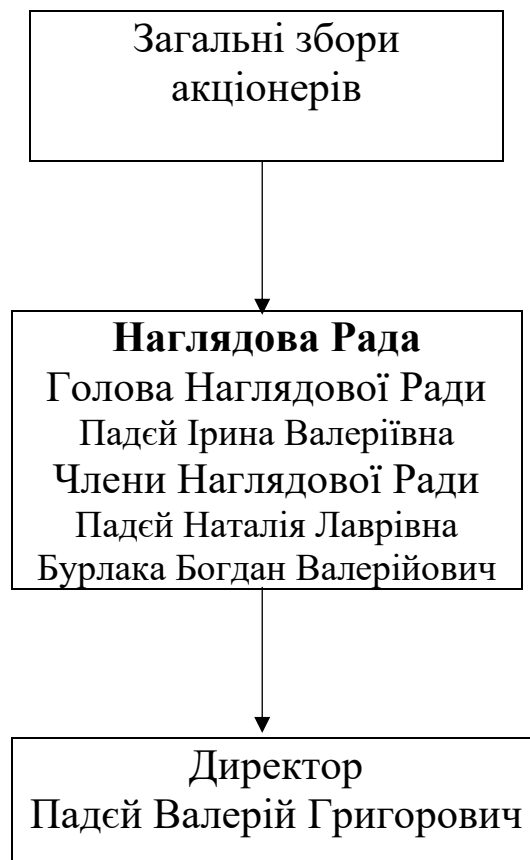 Загальні збори
акціонерів
Наглядова Рада
Голова Наглядової Ради
Падєй Ірина Валеріївна
Члени Наглядової Ради
Падєй Наталія Лаврівна
Бурлака Богдан Валерійович
Директор
Падєй Валерій Григорович